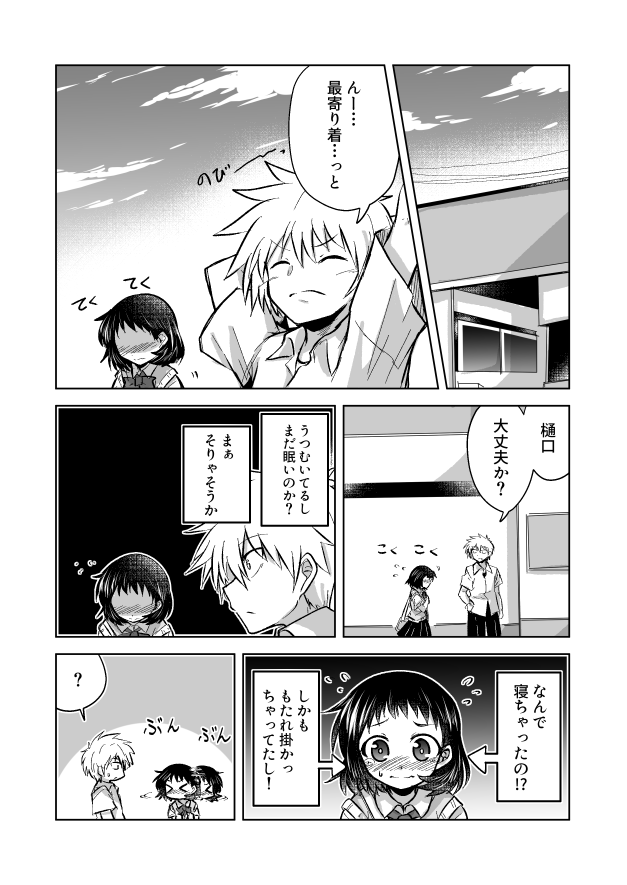 んー…
最寄り着…っと
のびー
てく
てく
樋口
大丈夫か?
こく
こく
うつむいてるし
まだ眠いのか?
まぁ
そりゃそうか
なんで
寝ちゃったの!?
しかも
もたれ掛かっ
ちゃってたし!
?
ぶん
ぶん